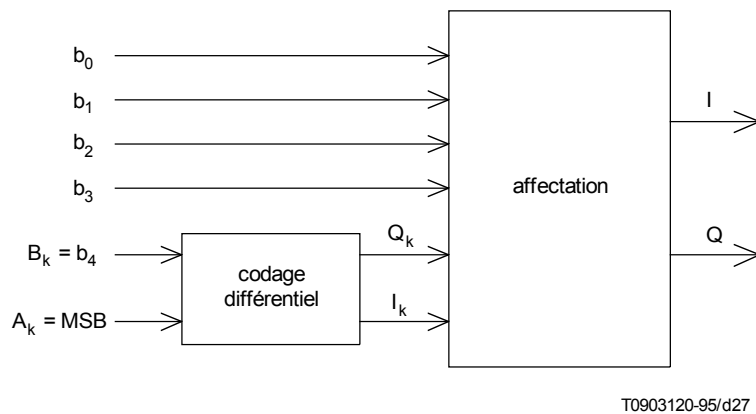 b0
b1
b2
b3
Bk = b4
Ak = MSB
codage
différentiel
Qk
Ik
affectation
I
Q
T0903120-95/d27